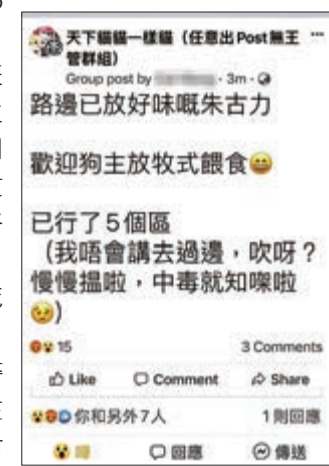 天下貓貓一樣貓（任意出Post無王
管群組） ...
Group post by · 3m ·
路邊已放好味嘅朱古力
歡迎狗主放牧式餵食😄
已行了5個區
（我唔會講去過邊，吹呀？
慢慢搵啦，中毒就知㗎啦
🥺)
15 3 Comments
Like Comment Share
你和另外7人 1則回應
回應 傳送